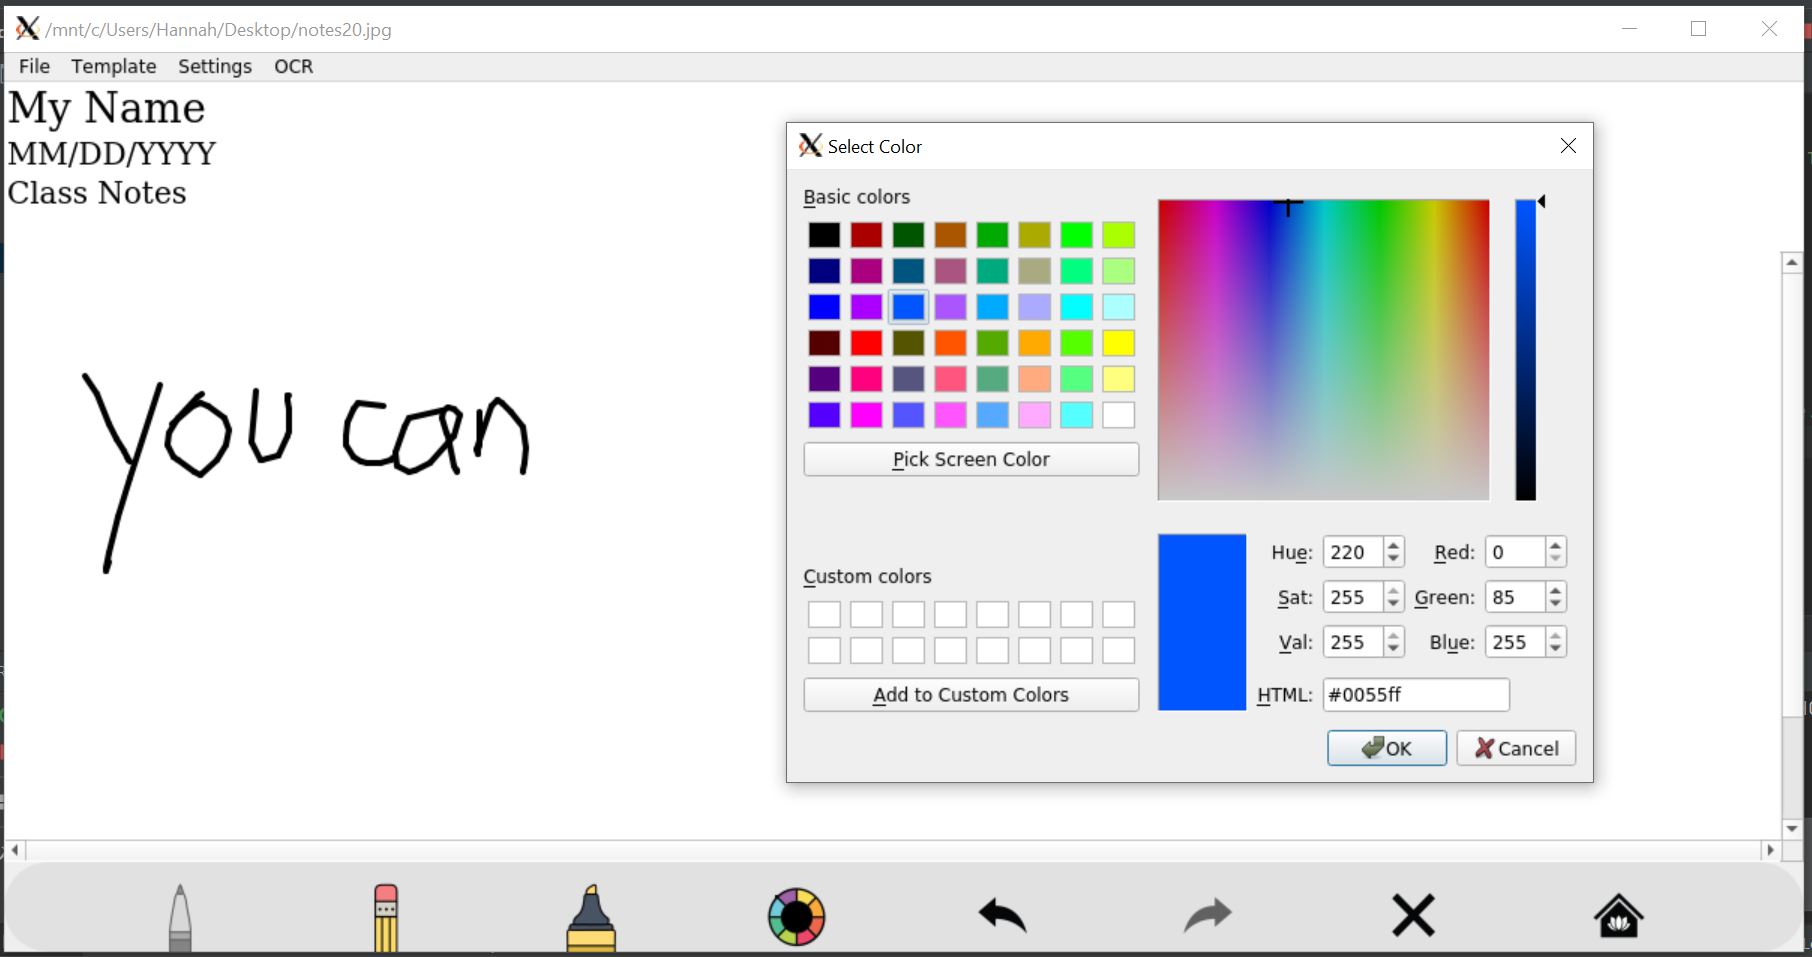 /mnt/c/Users/Hannah/Desktop/notes20.jpg
File Template Settings OCR
My Name
MM/DD/YYYY
Class Notes
you can
Select Color
Basic colors
Pick Screen Color
Custom colors
Add to Custom Colors
Hue: 220 Red: 0
Sat: 255 Green: 85
Val: 255 Blue: 255
HTML: #0055ff
OK Cancel